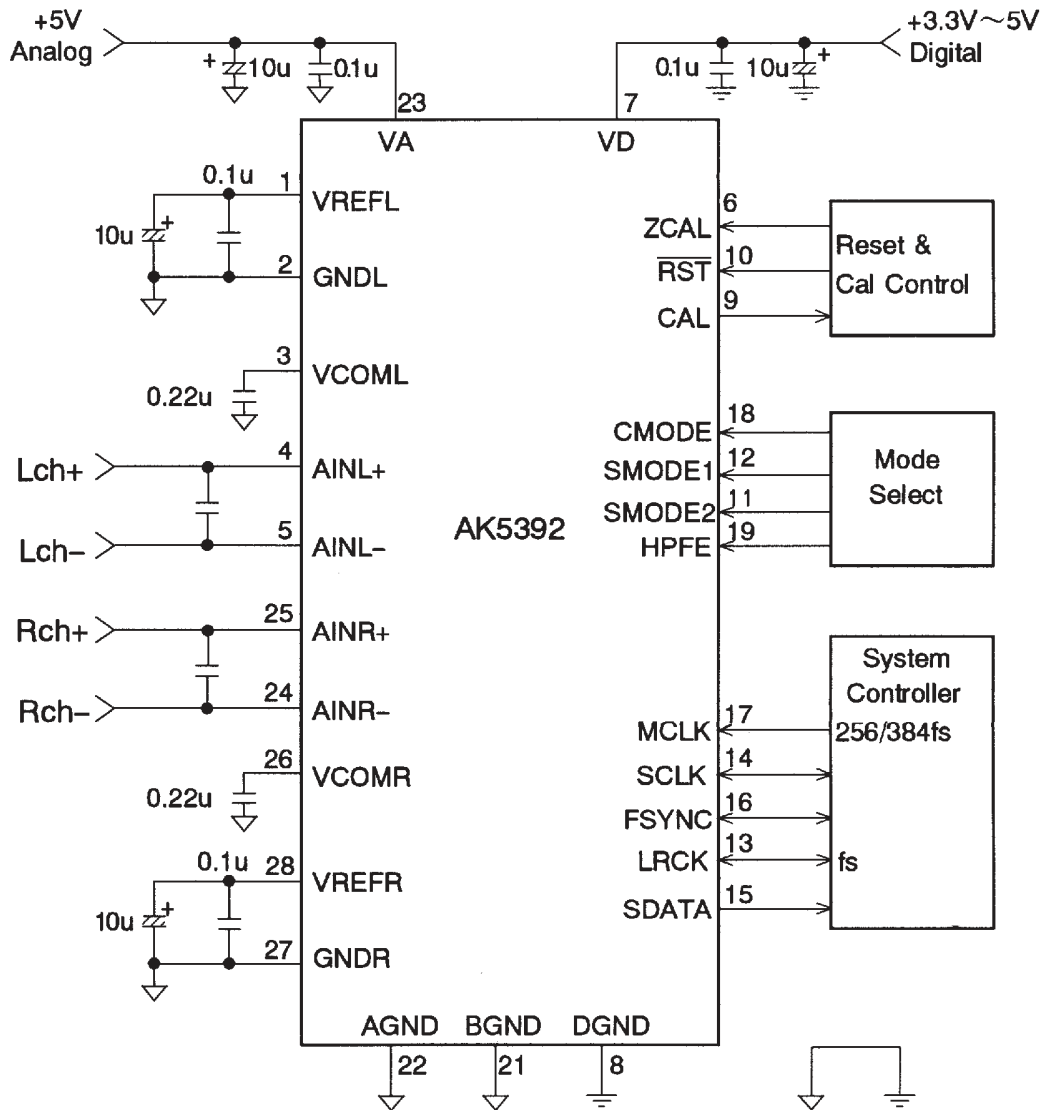 +5V
Analog
10u
0.1u
+
23
VA
+3.3V～5V
Digital
0.1u
10u
+
7
VD
0.1u
1
VREFL
10u
+
2
GNDL
3
VCOML
0.22u
Lch+
4
AINL+
Lch−
5
AINL−
Rch+
25
AINR+
Rch−
24
AINR−
26
VCOMR
0.22u
0.1u
28
VREFR
10u
+
27
GNDR
AK5392
6
ZCAL
10
RST
9
CAL
Reset &
Cal Control
18
CMODE
12
SMODE1
11
SMODE2
19
HPFE
Mode
Select
System
Controller
17
MCLK
256/384fs
14
SCLK
16
FSYNC
13
LRCK
fs
15
SDATA
AGND
BGND
DGND
22
21
8